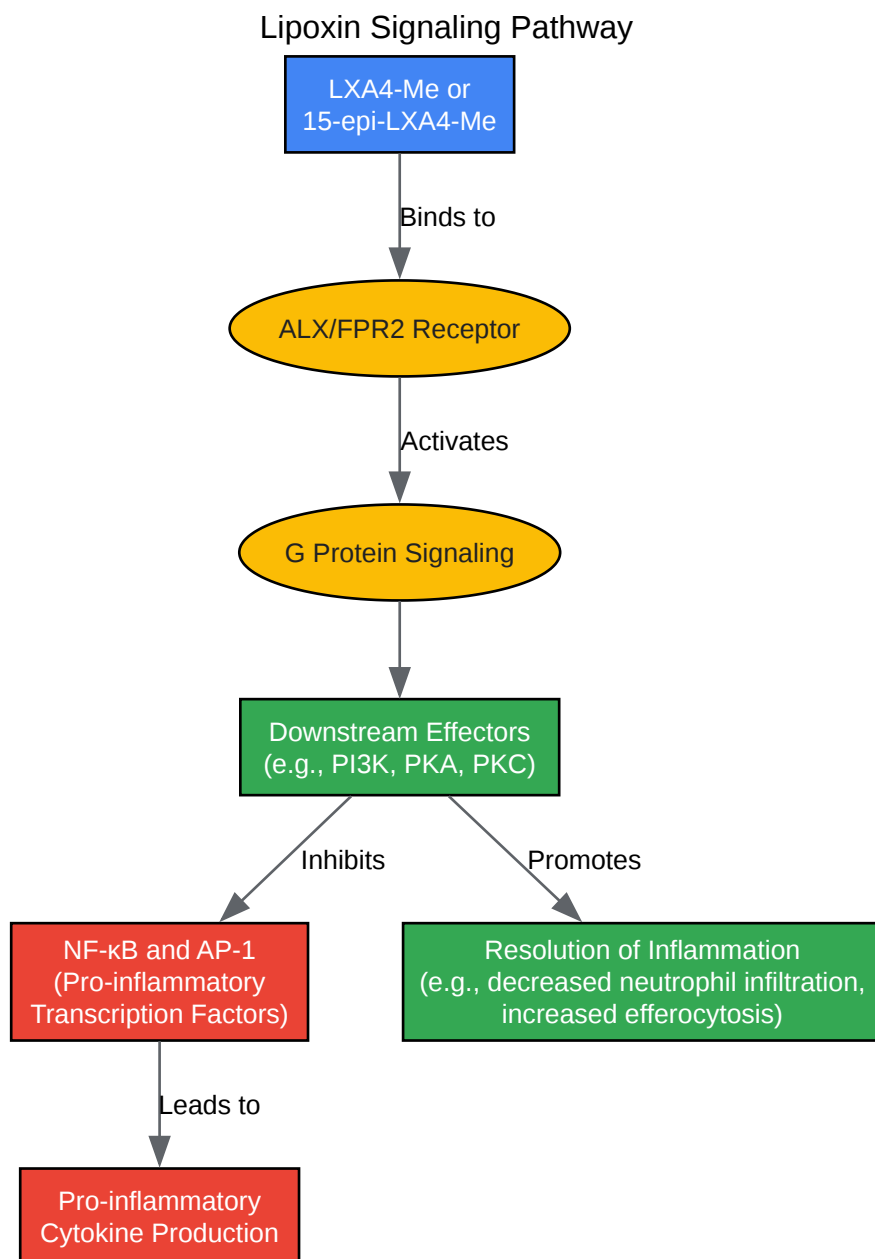 Lipoxin Signaling Pathway
LXA4-Me or
15-epi-LXA4-Me
Binds to
ALX/FPR2 Receptor
Activates
G Protein Signaling
Downstream Effectors
(e.g., PI3K, PKA, PKC)
Inhibits
Promotes
NF-κB and AP-1
(Pro-inflammatory
Transcription Factors)
Resolution of Inflammation
(e.g., decreased neutrophil infiltration,
increased efferocytosis)
Leads to
Pro-inflammatory
Cytokine Production